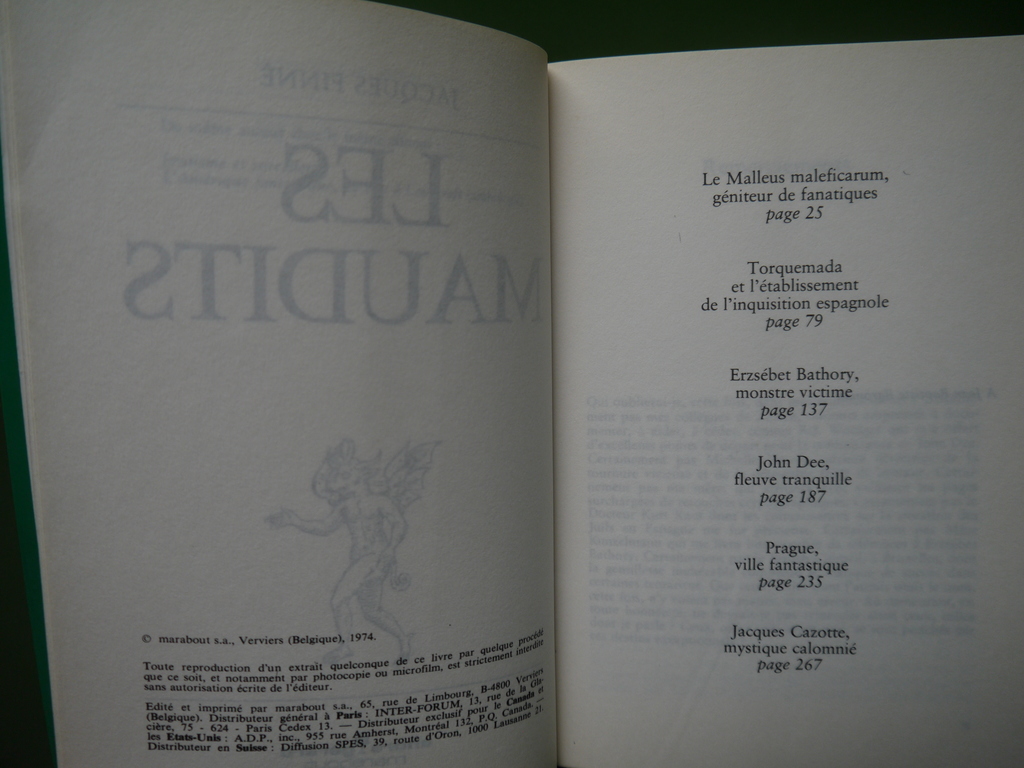 JACQUES FINNÉ
LES
MAUDITS
© marabout s.a., Verviers (Belgique), 1974.
Toute reproduction d'un extrait quelconque de ce livre par quelque procédé
que ce soit, et notamment par photocopie ou microfilm, est strictement interdite
sans autorisation écrite de l'éditeur.
Edité et imprimé par marabout s.a., 65, rue de Limbourg, B-4800 Verviers
(Belgique). Distributeur général à Paris : INTER-FORUM, 13, rue de la Gla-
cière, 75 - 624 - Paris Cedex 13. — Distributeur exclusif pour le Canada et
les Etats-Unis : A.D.P., inc., 955 rue Amherst, Montréal 132, P.Q. Canada. —
Distributeur en Suisse : Diffusion SPES, 39, route d'Oron, 1000 Lausanne 21.
Le Malleus maleficarum,
géniteur de fanatiques
page 25
Torquemada
et l'établissement
de l'inquisition espagnole
page 79
Erzsébet Bathory,
monstre victime
page 137
John Dee,
fleuve tranquille
page 187
Prague,
ville fantastique
page 235
Jacques Cazotte,
mystique calomnié
page 267